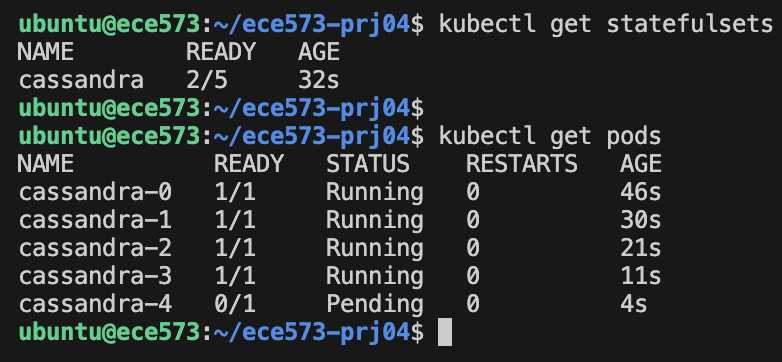 ubuntu@ece573:~/ece573-prj04$ kubectl get statefulsets
NAME        READY   AGE
cassandra   2/5     32s
ubuntu@ece573:~/ece573-prj04$
ubuntu@ece573:~/ece573-prj04$ kubectl get pods
NAME          READY   STATUS    RESTARTS   AGE
cassandra-0   1/1     Running   0          46s
cassandra-1   1/1     Running   0          30s
cassandra-2   1/1     Running   0          21s
cassandra-3   1/1     Running   0          11s
cassandra-4   0/1     Pending   0          4s
ubuntu@ece573:~/ece573-prj04$